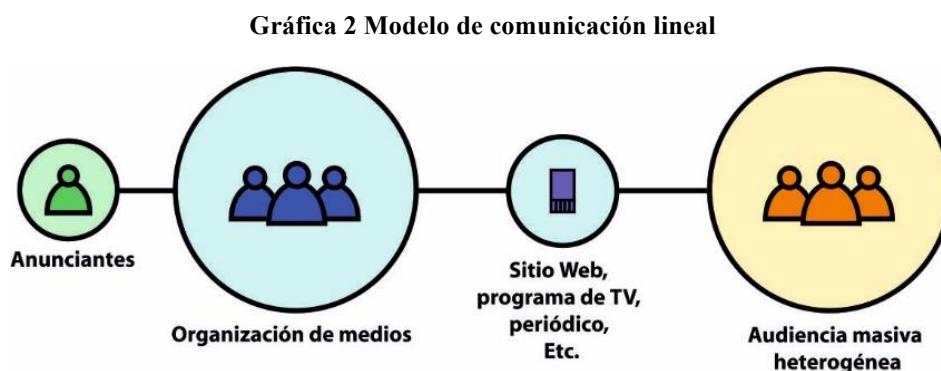 Gráfica 2 Modelo de comunicación lineal
Anunciantes
Organización de medios
Sitio Web,
programa de TV,
periódico,
Etc.
Audiencia masiva
heterogénea